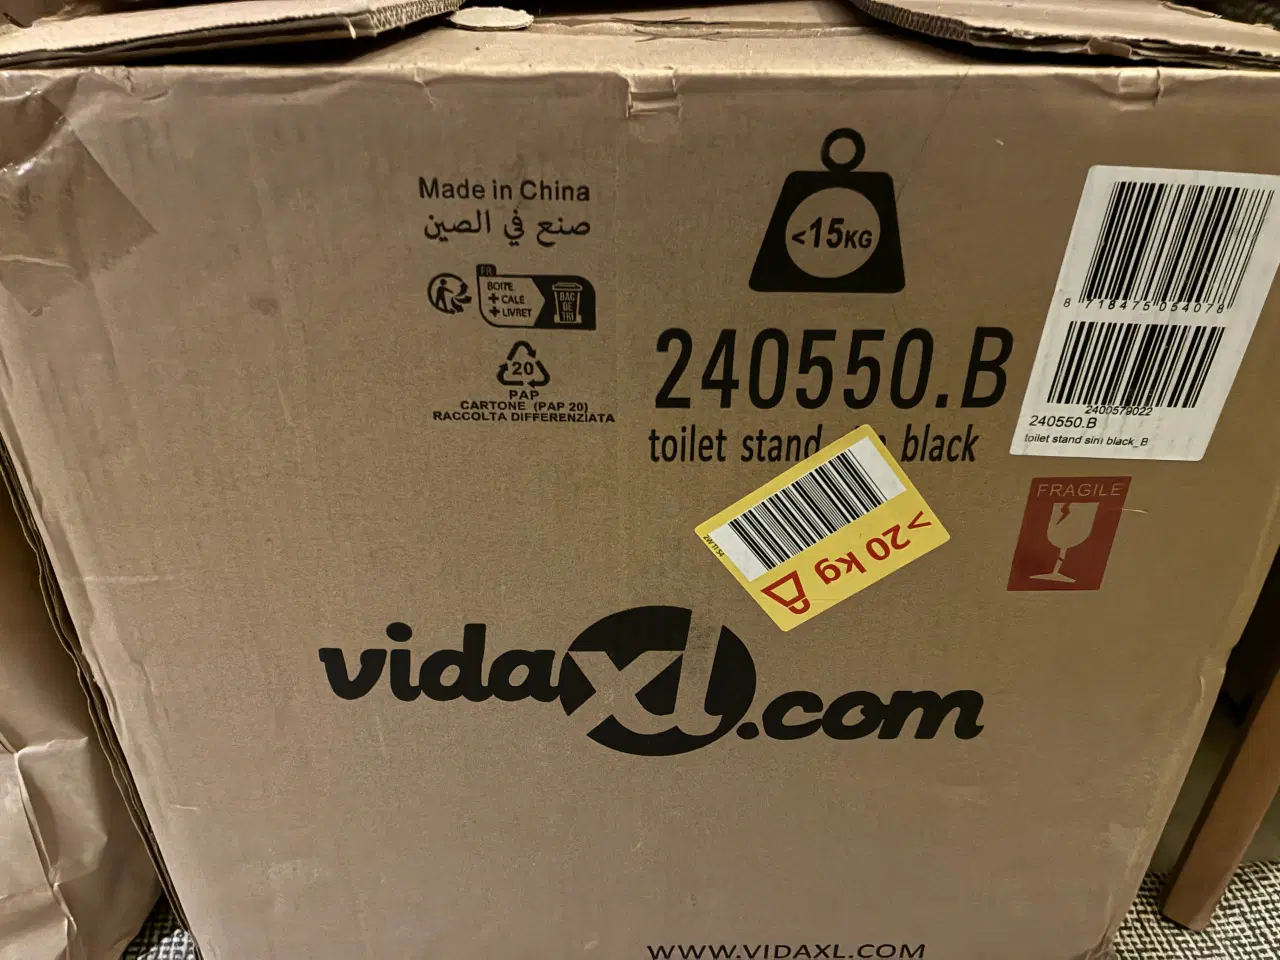 Made in China
صنع في الصين
FR
BOITE
+ CALE
+ LIVRET
BAC
DE
TRI
20
PAP
CARTONE (PAP 20)
RACCOLTA DIFFERENZIATA
<15KG
240550.B
toilet stand black
8 718475 054078
2400579022
240550.B
toilet stand sim black_B
FRAGILE
> 20 kg
vidaXL.com
WWW.VIDAXL.COM